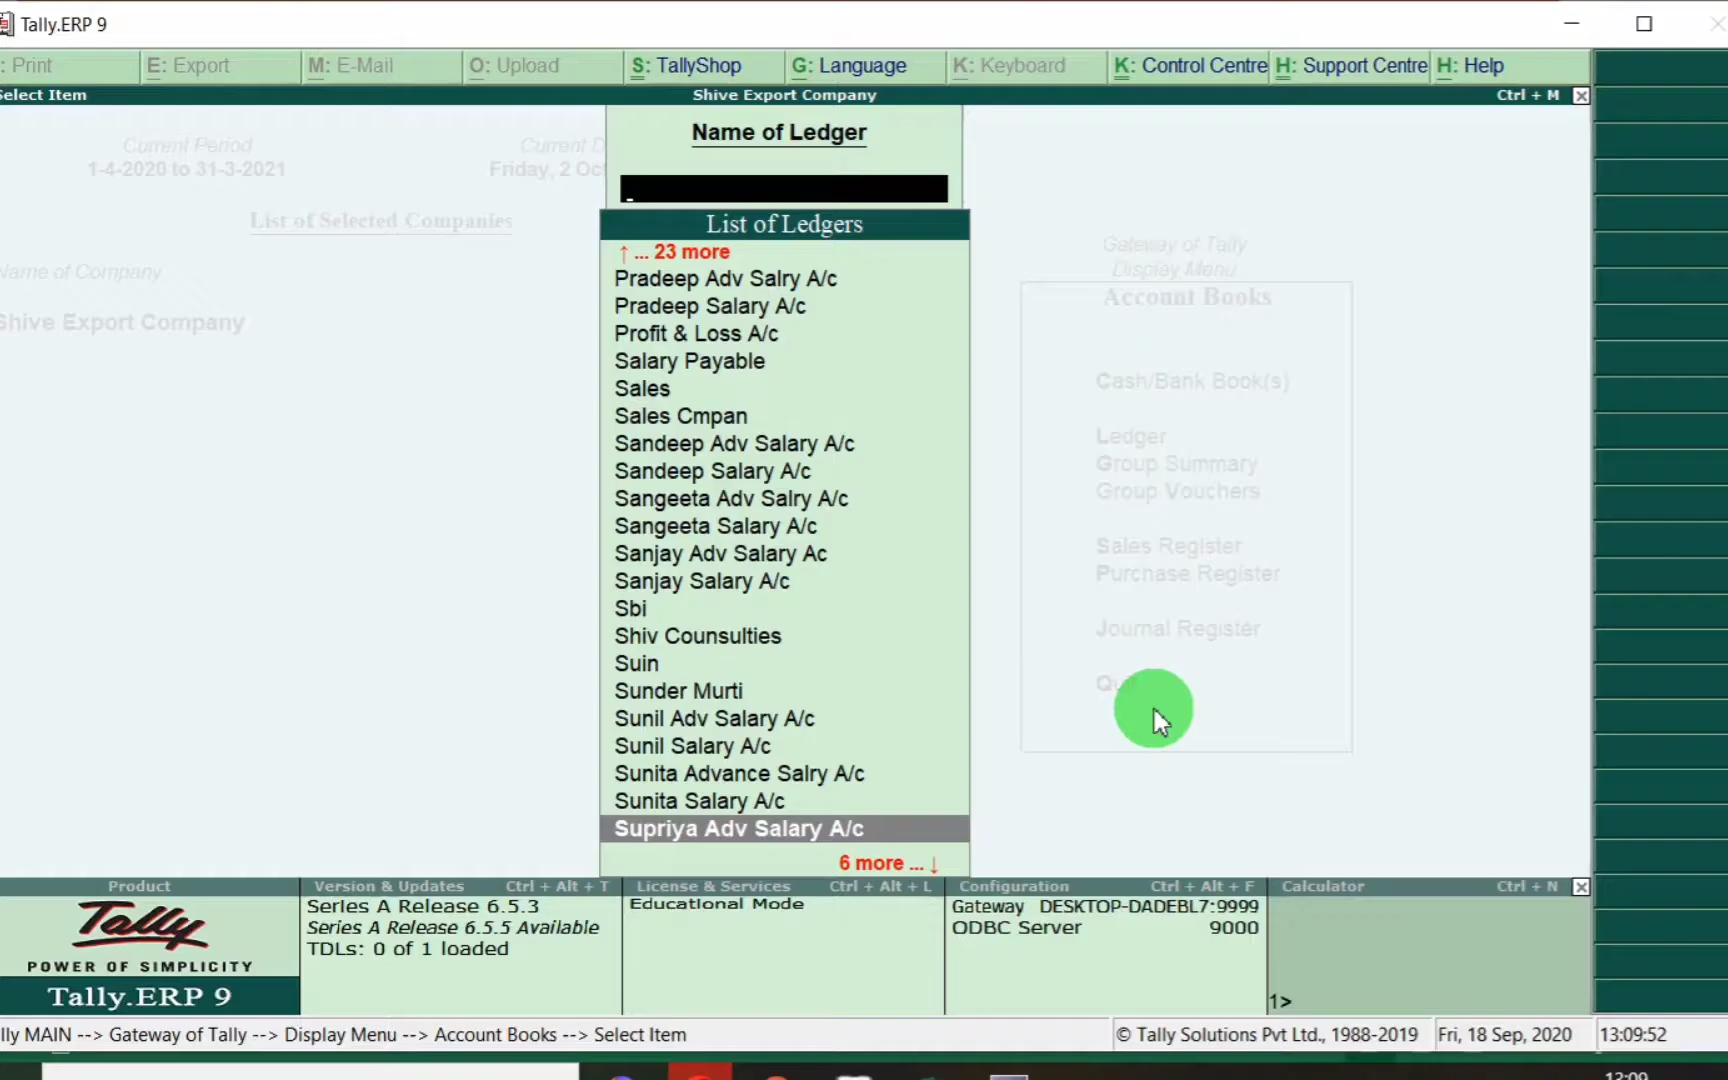 Tally.ERP 9
: Print
E: Export
M: E-Mail
O: Upload
S: TallyShop
G: Language
K: Keyboard
K: Control Centre
H: Support Centre
H: Help
Select Item
Shive Export Company
Ctrl + M
Current Period
1-4-2020 to 31-3-2021
Current D
Friday, 2 Oct
List of Selected Companies
Name of Company
Shive Export Company
Name of Ledger
List of Ledgers
↑ ... 23 more
Pradeep Adv Salry A/c
Pradeep Salary A/c
Profit & Loss A/c
Salary Payable
Sales
Sales Cmpan
Sandeep Adv Salary A/c
Sandeep Salary A/c
Sangeeta Adv Salry A/c
Sangeeta Salary A/c
Sanjay Adv Salary Ac
Sanjay Salary A/c
Sbi
Shiv Counsulties
Suin
Sunder Murti
Sunil Adv Salary A/c
Sunil Salary A/c
Sunita Advance Salry A/c
Sunita Salary A/c
Supriya Adv Salary A/c
6 more ... ↓
Gateway of Tally
Display Menu
Account Books
Cash/Bank Book(s)
Ledger
Group Summary
Group Vouchers
Sales Register
Purchase Register
Journal Register
Product
Tally
POWER OF SIMPLICITY
Tally.ERP 9
Version & Updates Ctrl + Alt + T
Series A Release 6.5.3
Series A Release 6.5.5 Available
TDLs: 0 of 1 loaded
License & Services Ctrl + Alt + L
Educational Mode
Configuration Ctrl + Alt + F
Gateway DESKTOP-DADEBL7:9999
ODBC Server 9000
Calculator Ctrl + N
1>
lly MAIN --> Gateway of Tally --> Display Menu --> Account Books --> Select Item
© Tally Solutions Pvt Ltd., 1988-2019
Fri, 18 Sep, 2020
13:09:52